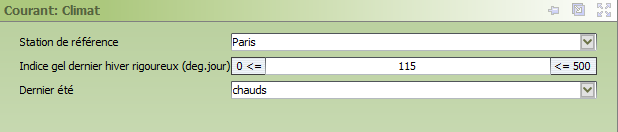 Courant: Climat
Station de référence Paris
Indice gel dernier hiver rigoureux (deg.jour) 0 <= 115 <= 500
Dernier été chauds